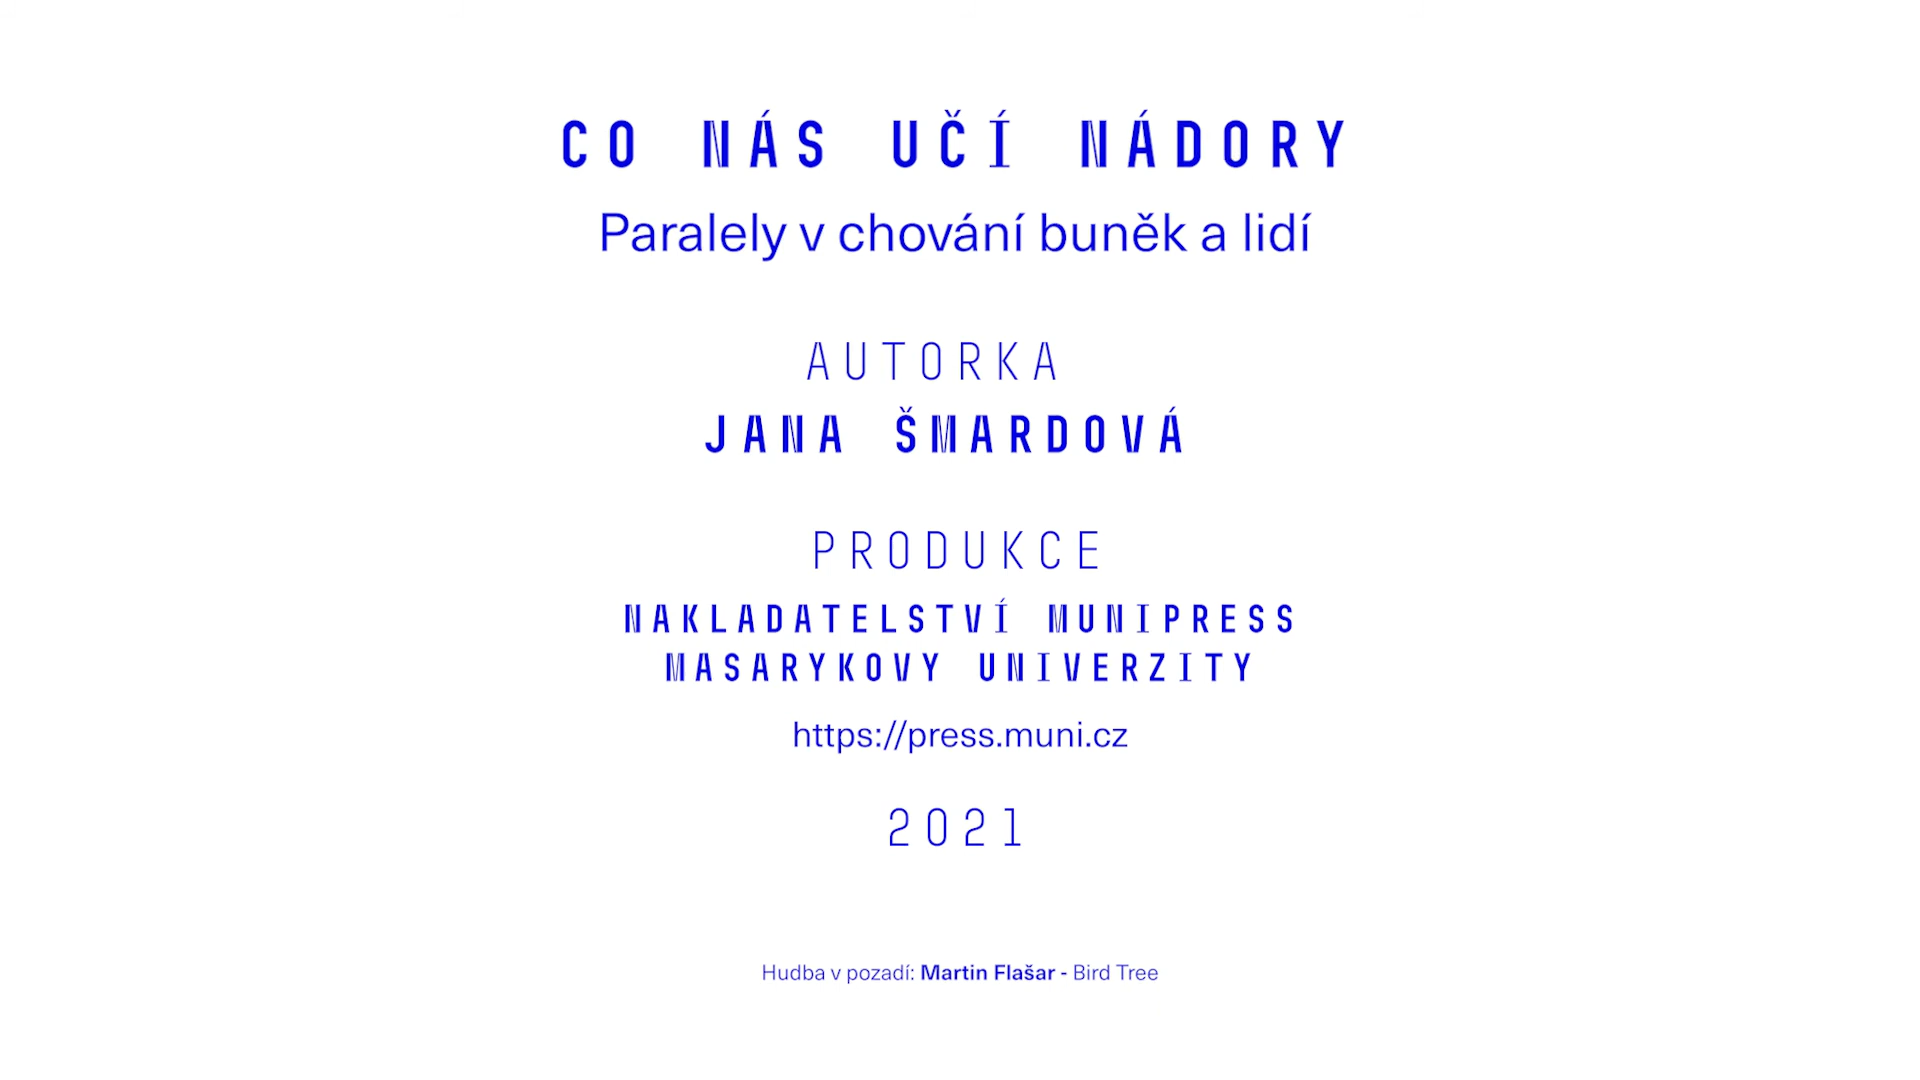 CO NÁS UČÍ NÁDORY
Paralely v chování buněk a lidí
AUTORKA
JANA ŠMARDOVÁ
PRODUKCE
NAKLADATELSTVÍ MUNIPRESS
MASARYKOVY UNIVERZITY
https://press.muni.cz
2021
Hudba v pozadí: Martin Flašar - Bird Tree